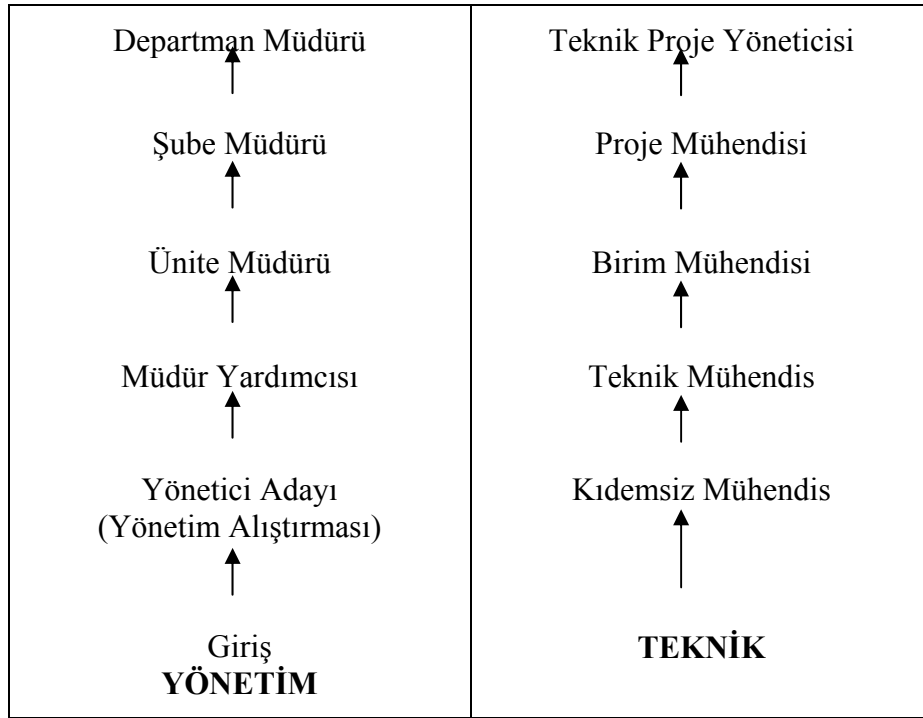 Departman Müdürü
Şube Müdürü
Ünite Müdürü
Müdür Yardımcısı
Yönetici Adayı
(Yönetim Alıştırması)
Giriş
YÖNETİM
Teknik Proje Yöneticisi
Proje Mühendisi
Birim Mühendisi
Teknik Mühendis
Kıdemsiz Mühendis
TEKNİK